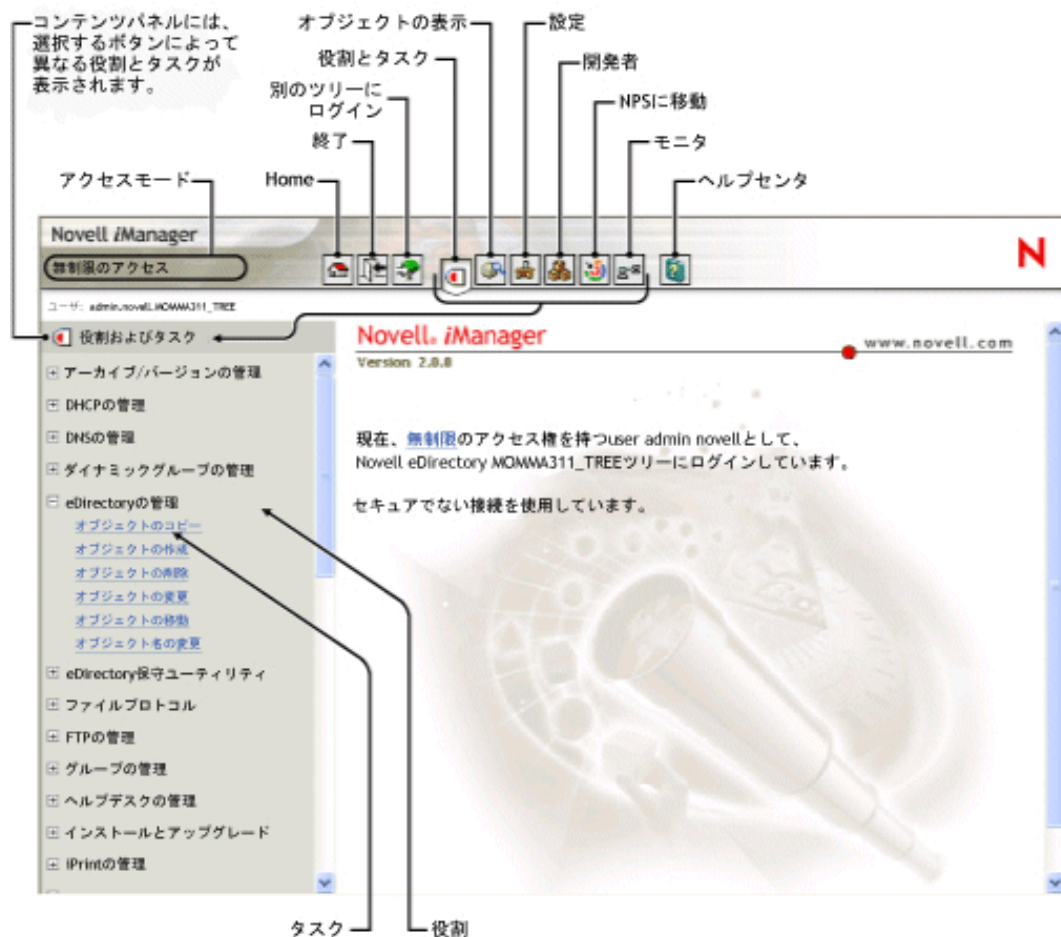 コンテンツパネルには、
選択するボタンによって
異なる役割とタスクが
表示されます。
オブジェクトの表示
設定
役割とタスク
開発者
別のツリーに
ログイン
NPSに移動
終了
モニタ
アクセスモード
Home
ヘルプセンタ
Novell iManager
無制限のアクセス
N
ユーザ: admin.novell.MOMMA311_TREE
役割およびタスク
Novell® iManager
www.novell.com
Version 2.0.0
アーカイブ/バージョンの管理
DHCPの管理
DNSの管理
ダイナミックグループの管理
eDirectoryの管理
オブジェクトのコピー
オブジェクトの作成
オブジェクトの削除
オブジェクトの変更
オブジェクトの移動
オブジェクト名の変更
eDirectory保守ユーティリティ
ファイルプロトコル
FTPの管理
グループの管理
ヘルプデスクの管理
インストールとアップグレード
iPrintの管理
現在、無制限のアクセス権を持つuser admin novellとして、
Novell eDirectory MOMMA311_TREEツリーにログインしています。
セキュアでない接続を使用しています。
タスク
役割